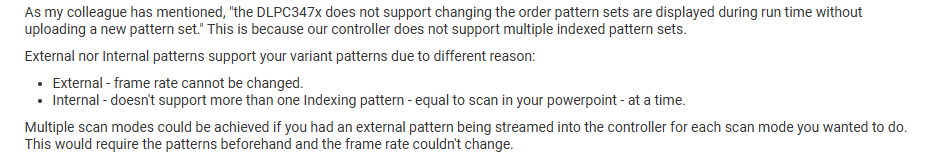 As my colleague has mentioned, "the DLPC347x does not support changing the order pattern sets are displayed during run time without
uploading a new pattern set." This is because our controller does not support multiple indexed pattern sets.
External nor Internal patterns support your variant patterns due to different reason:
• External - frame rate cannot be changed.
• Internal - doesn't support more than one Indexing pattern - equal to scan in your powerpoint - at a time.
Multiple scan modes could be achieved if you had an external pattern being streamed into the controller for each scan mode you wanted to do.
This would require the patterns beforehand and the frame rate couldn't change.